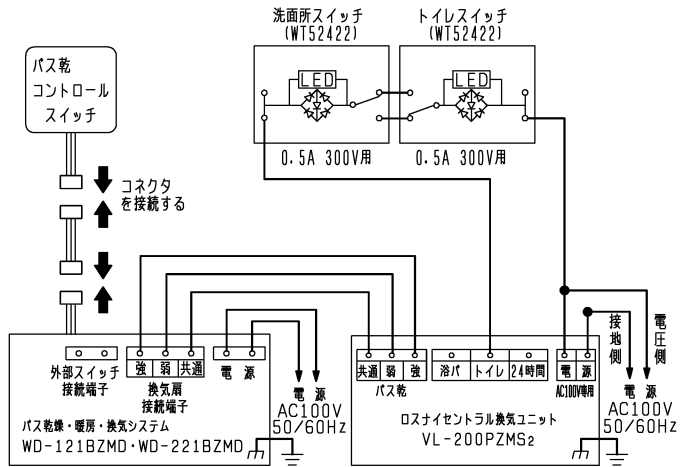 洗面所スイッチ
(WT52422)
トイレスイッチ
(WT52422)
LED
LED
0.5A 300V用
0.5A 300V用
バス乾
コントロール
スイッチ
コネクタ
を接続する
強
弱
共通
電
源
外部スイッチ
接続端子
換気扇
接続端子
バス乾燥・暖房・換気システム
WD-121BZMD・WD-221BZMD
電 源
AC100V
50/60Hz
共通
弱
強
バス乾
浴バ
トイレ
24時間
電
源
AC100V専用
ロスナイセントラル換気ユニット
VL-200PZMS2
接地側
電圧側
電 源
AC100V
50/60Hz